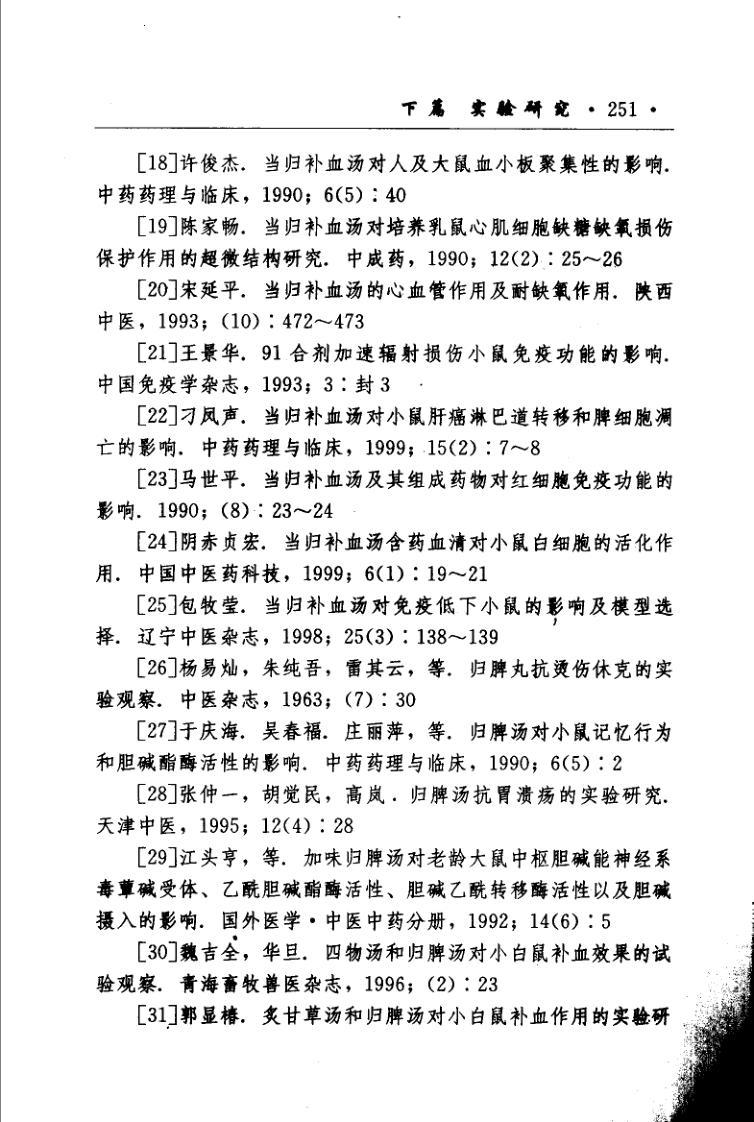 下篇 实验研究 · 251 ·
[18]许俊杰. 当归补血汤对人及大鼠血小板聚集性的影响.
中药药理与临床，1990；6(5)：40
[19]陈家畅. 当归补血汤对培养乳鼠心肌细胞缺糖缺氧损伤
保护作用的超微结构研究. 中成药，1990；12(2)：25～26
[20]宋延平. 当归补血汤的心血管作用及耐缺氧作用. 陕西
中医，1993；(10)：472～473
[21]王景华. 91合剂加速辐射损伤小鼠免疫功能的影响.
中国免疫学杂志，1993；3：封3
[22]刁凤声. 当归补血汤对小鼠肝癌淋巴道转移和脾细胞凋
亡的影响. 中药药理与临床，1999；15(2)：7～8
[23]马世平. 当归补血汤及其组成药物对红细胞免疫功能的
影响. 1990；(8)：23～24
[24]阴赤贞宏. 当归补血汤含药血清对小鼠白细胞的活化作
用. 中国中医药科技，1999；6(1)：19～21
[25]包牧莹. 当归补血汤对免疫低下小鼠的影响及模型选
择. 辽宁中医杂志，1998；25(3)：138～139
[26]杨易灿，朱纯吾，雷其云，等. 归脾丸抗烫伤休克的实
验观察. 中医杂志，1963；(7)：30
[27]于庆海. 吴春福. 庄丽萍，等. 归脾汤对小鼠记忆行为
和胆碱酯酶活性的影响. 中药药理与临床，1990；6(5)：2
[28]张仲一，胡觉民，高岚. 归脾汤抗胃溃疡的实验研究.
天津中医，1995；12(4)：28
[29]江头亨，等. 加味归脾汤对老龄大鼠中枢胆碱能神经系
毒蕈碱受体、乙酰胆碱酯酶活性、胆碱乙酰转移酶活性以及胆碱
摄入的影响. 国外医学·中医中药分册，1992；14(6)：5
[30]魏吉全，华旦. 四物汤和归脾汤对小白鼠补血效果的试
验观察. 青海畜牧兽医杂志，1996；(2)：23
[31]郭显椿. 炙甘草汤和归脾汤对小白鼠补血作用的实验研